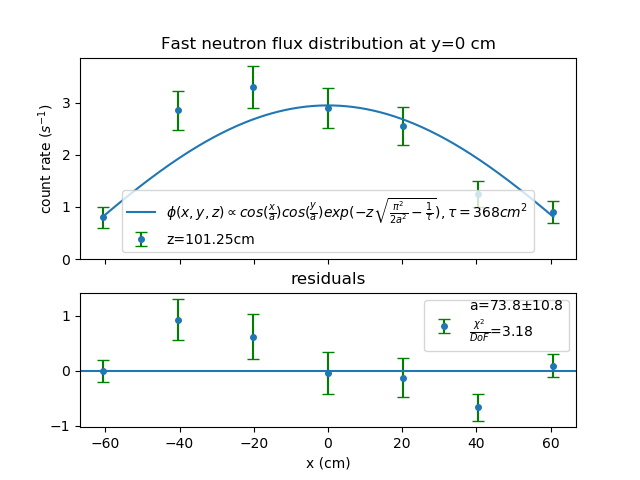 Fast neutron flux distribution at y=0 cm
count rate (s⁻¹)
3
2
1
0
ϕ(x, y, z) ∝ cos(x/a)cos(y/a)exp(−z√(π²/2a² − 1/τ)), τ = 368cm²
z=101.25cm
residuals
1
0
−1
a=73.8±10.8
χ²/DoF=3.18
−60 −40 −20 0 20 40 60
x (cm)